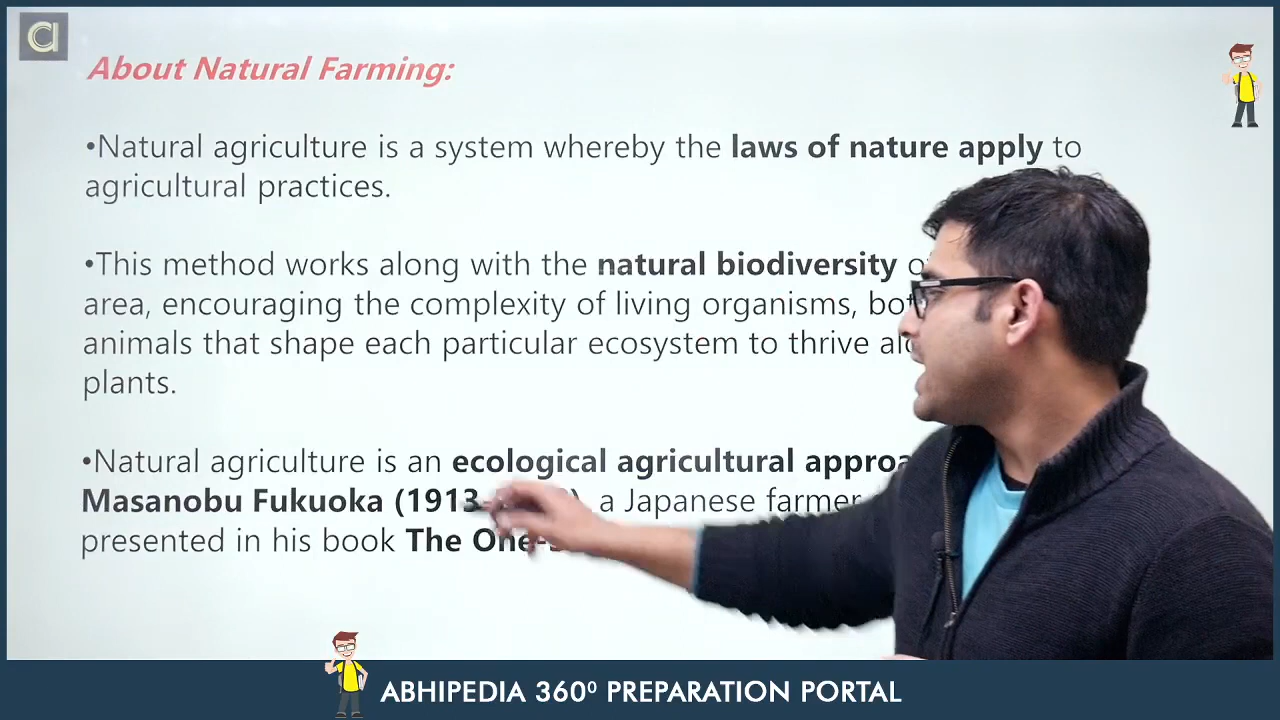 About Natural Farming:
•Natural agriculture is a system whereby the laws of nature apply to
agricultural practices.
•This method works along with the natural biodiversity
area, encouraging the complexity of living organisms,
animals that shape each particular ecosystem to thrive
plants.
•Natural agriculture is an ecological agricultural
Masanobu Fukuoka (1913- a Japanese farmer
presented in his book The
ABHIPEDIA 360⁰ PREPARATION PORTAL